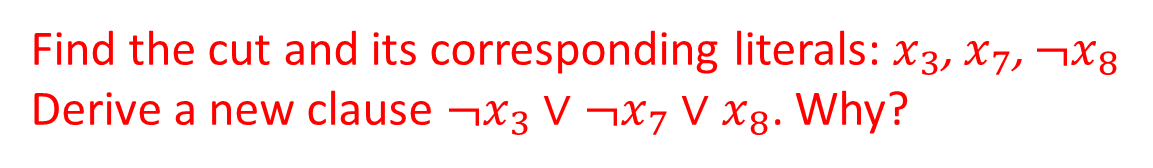 Find the cut and its corresponding literals: 𝑥₃, 𝑥₇, ¬𝑥₈
Derive a new clause ¬𝑥₃ ∨ ¬𝑥₇ ∨ 𝑥₈. Why?